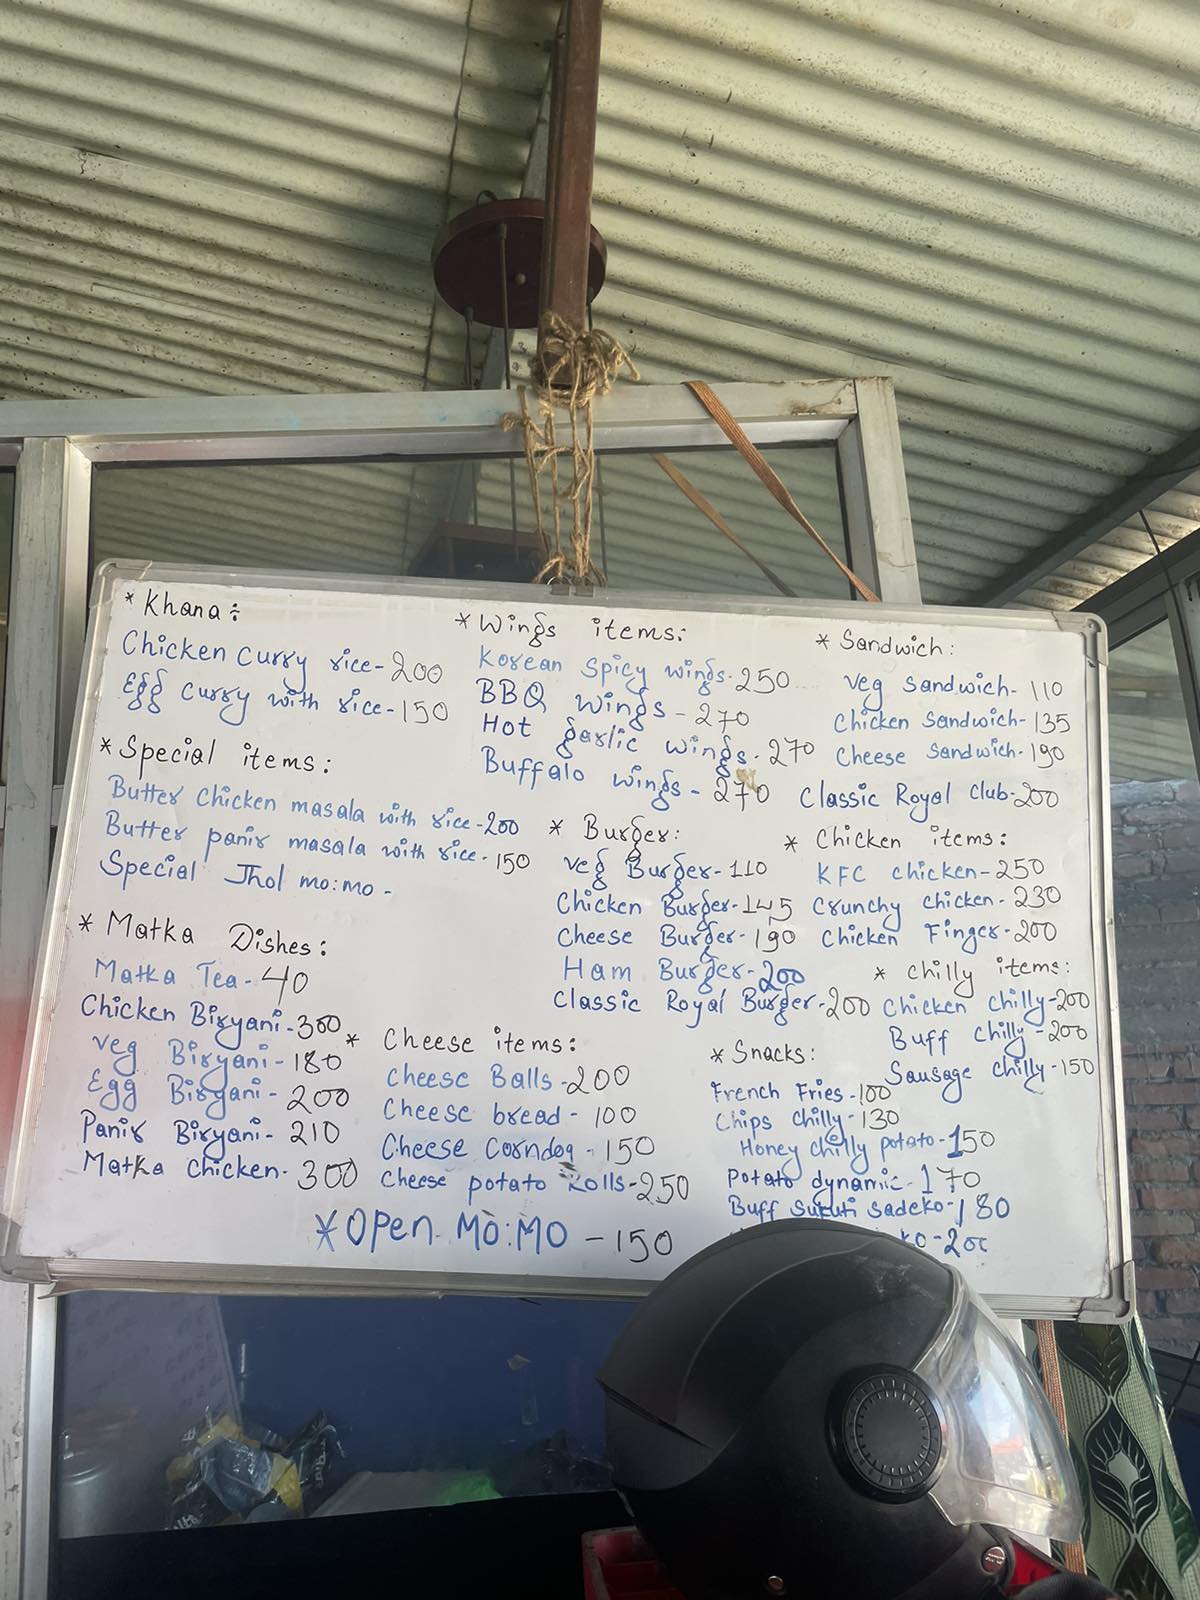 * Khana ÷
Chicken curry rice - 200
Egg curry with rice - 150
* Special items :
Butter chicken masala with rice - 200
Butter panir masala with rice - 150
Special Jhol mo:mo -
* Matka Dishes :
Matka Tea - 40
Chicken Biryani - 300
Veg Biryani - 180
Egg Biryani - 200
Panir Biryani - 210
Matka chicken - 300
* Wings items :
Korean spicy wings - 250
BBQ wings - 270
Hot garlic wings - 270
Buffalo wings - 270
* Burger :
Veg Burger - 110
Chicken Burger - 145
Cheese Burger - 190
Ham Burger - 200
Classic Royal Burger - 200
* Cheese items :
Cheese Balls - 200
Cheese bread - 100
Cheese Corndog - 150
Cheese potato Rolls - 250
* Open MO:MO - 150
* Sandwich :
Veg sandwich - 110
Chicken sandwich - 135
Cheese sandwich - 190
Classic Royal Club - 200
* Chicken items :
KFC chicken - 250
Crunchy chicken - 230
Chicken Finger - 200
* Chilly items :
Chicken chilly - 200
Buff chilly - 200
Sausage chilly - 150
* Snacks :
French Fries - 100
Chips chilly - 130
Honey chilly potato - 150
Potato dynamic - 170
Buff Sukuti sadeko - 180
- 200